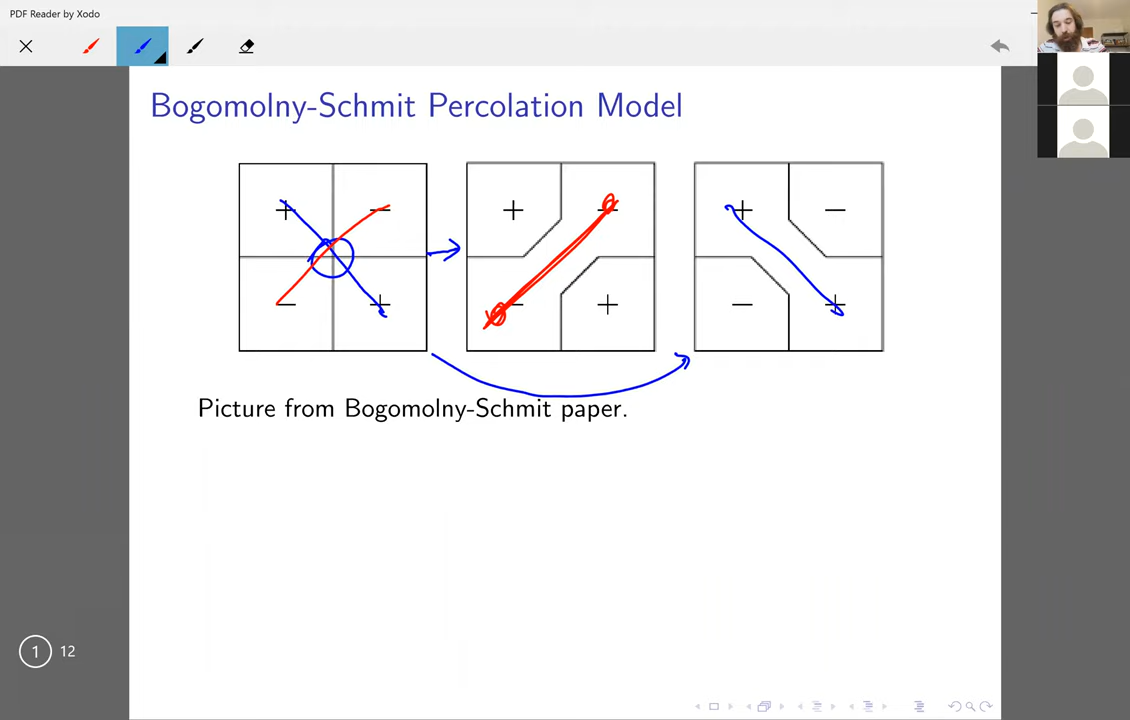 PDF Reader by Xodo
Bogomolny-Schmit Percolation Model
+ − + − + −
− + − + − +
Picture from Bogomolny-Schmit paper.
1 12